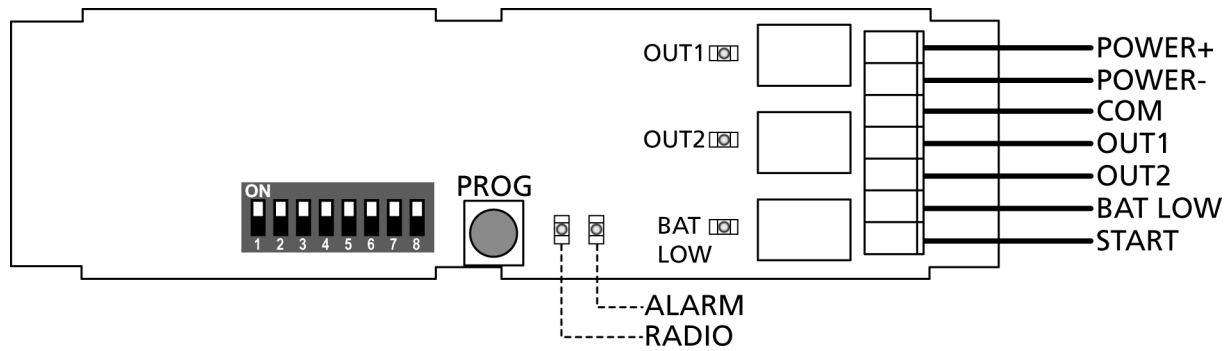 OUT1
OUT2
BAT
LOW
ON
1 2 3 4 5 6 7 8
PROG
ALARM
RADIO
POWER+
POWER-
COM
OUT1
OUT2
BAT LOW
START